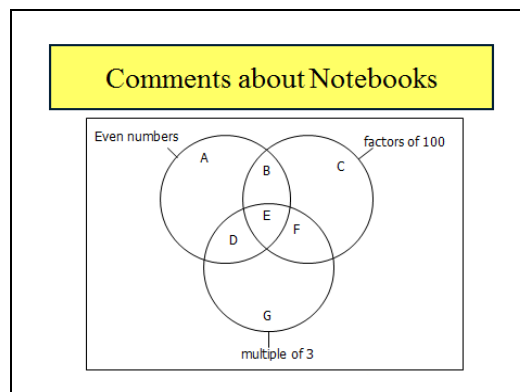 Comments about Notebooks
Even numbers
factors of 100
A
B
C
E
D
F
G
multiple of 3